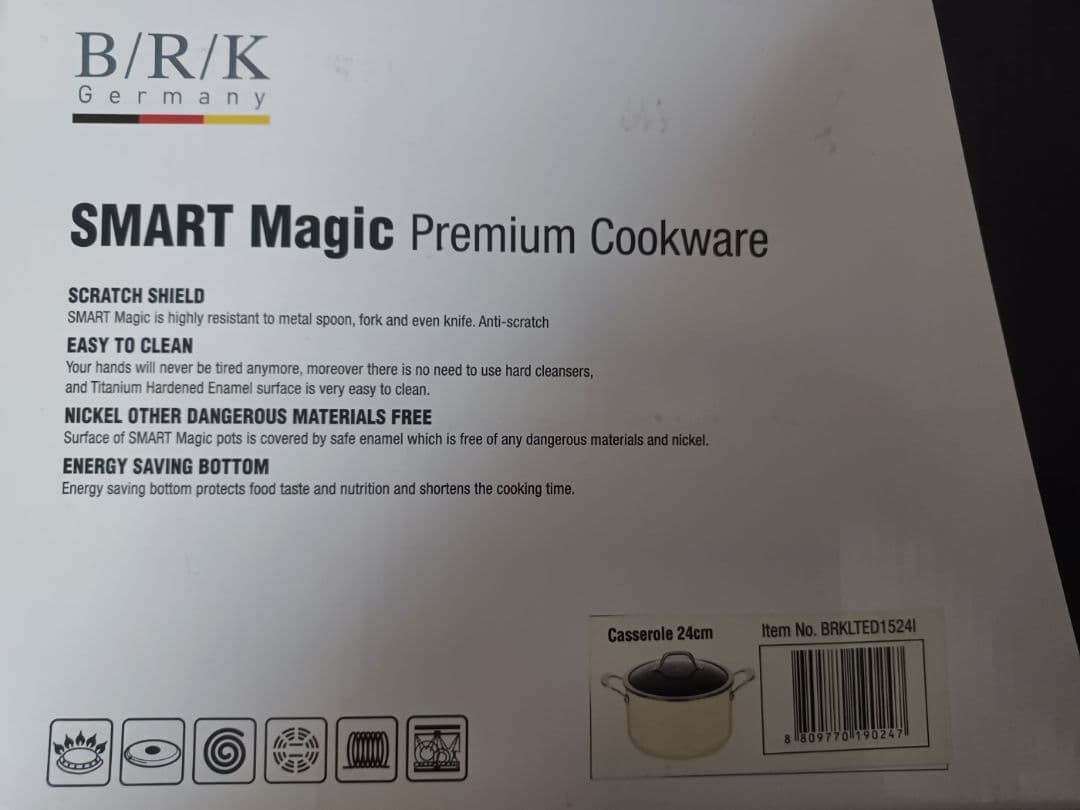 B/R/K
Germany
SMART Magic Premium Cookware
SCRATCH SHIELD
SMART Magic is highly resistant to metal spoon, fork and even knife. Anti-scratch
EASY TO CLEAN
Your hands will never be tired anymore, moreover there is no need to use hard cleansers,
and Titanium Hardened Enamel surface is very easy to clean.
NICKEL OTHER DANGEROUS MATERIALS FREE
Surface of SMART Magic pots is covered by safe enamel which is free of any dangerous materials and nickel.
ENERGY SAVING BOTTOM
Energy saving bottom protects food taste and nutrition and shortens the cooking time.
Casserole 24cm
Item No. BRKLTED1524I
8 809770 190247